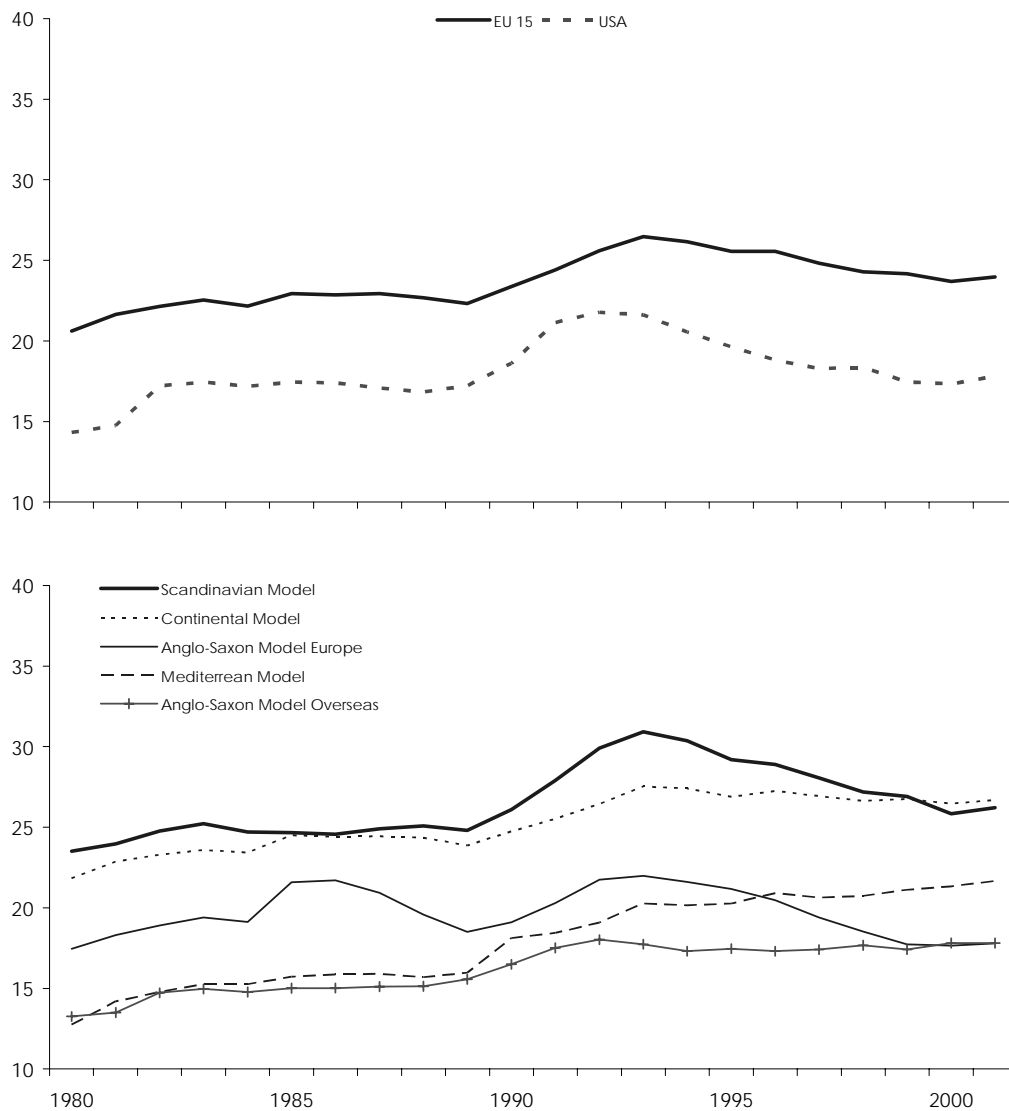 40
EU 15 USA
35
30
25
20
15
10
40
Scandinavian Model
Continental Model
Anglo-Saxon Model Europe
35
Mediterrean Model
Anglo-Saxon Model Overseas
30
25
20
15
10
1980 1985 1990 1995 2000